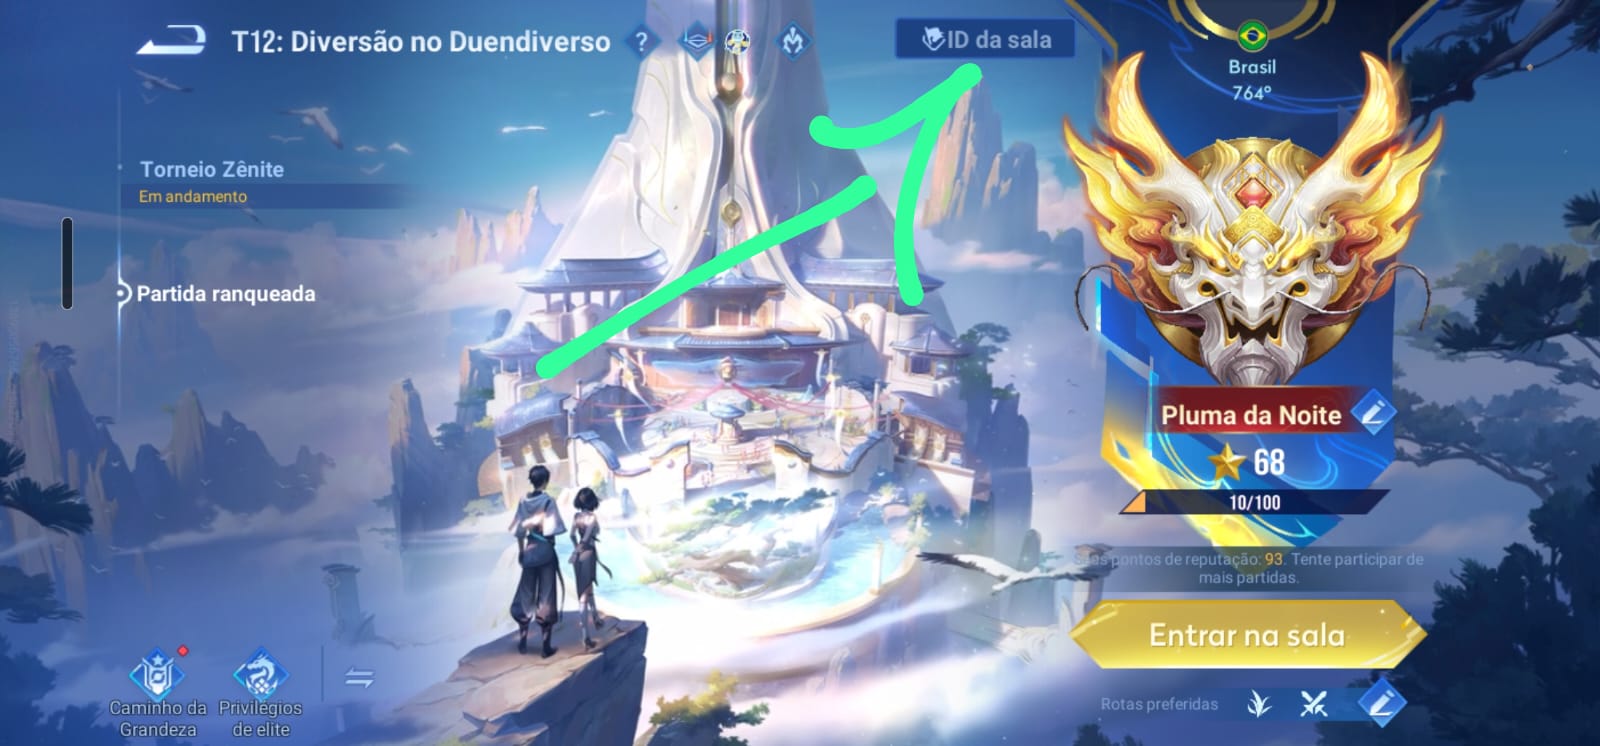 T12: Diversão no Duendiverso
?
ID da sala
Brasil
764º
Torneio Zênite
Em andamento
Partida ranqueada
Pluma da Noite
68
10/100
pontos de reputação: 93. Tente participar de
mais partidas.
Entrar na sala
Rotas preferidas
Caminho da
Grandeza
Privilégios
de elite